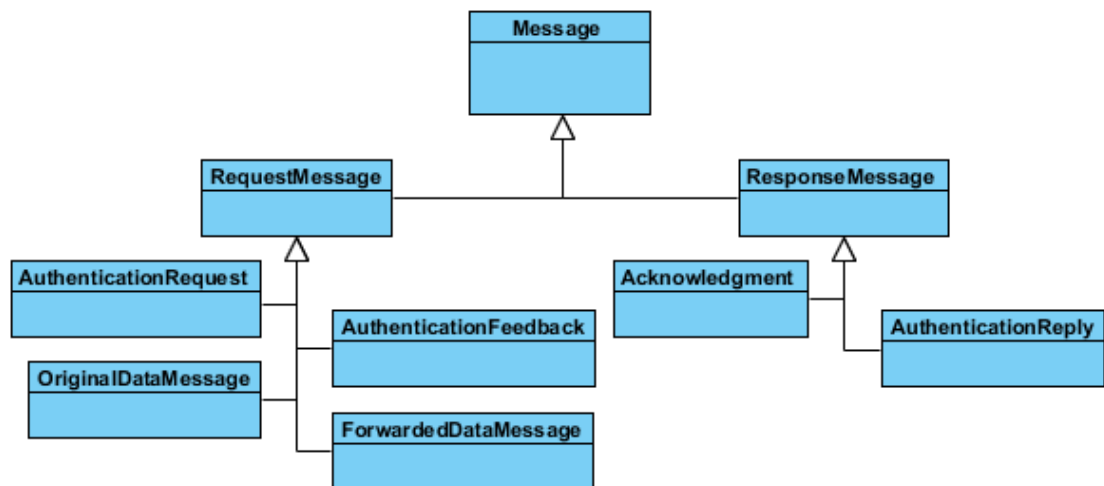 Message
RequestMessage
ResponseMessage
AuthenticationRequest
Acknowledgment
AuthenticationFeedback
AuthenticationReply
OriginalDataMessage
ForwardedDataMessage